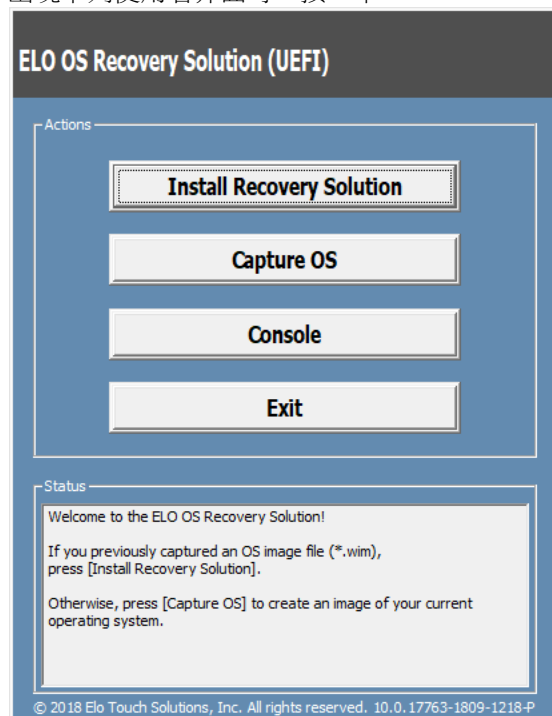 ELO OS Recovery Solution (UEFI)
Actions
Install Recovery Solution
Capture OS
Console
Exit
Status
Welcome to the ELO OS Recovery Solution!
If you previously captured an OS image file (*.wim),
press [Install Recovery Solution].
Otherwise, press [Capture OS] to create an image of your current
operating system.
© 2018 Elo Touch Solutions, Inc. All rights reserved. 10.0.17763-1809-1218-P